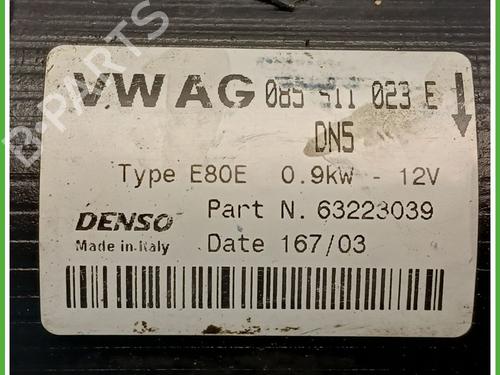 V.W AG 085 911 023 E
DN5
Type E80E 0.9kW - 12V
DENSO Part N. 63223039
Made in Italy Date 167/03
B-PARTS